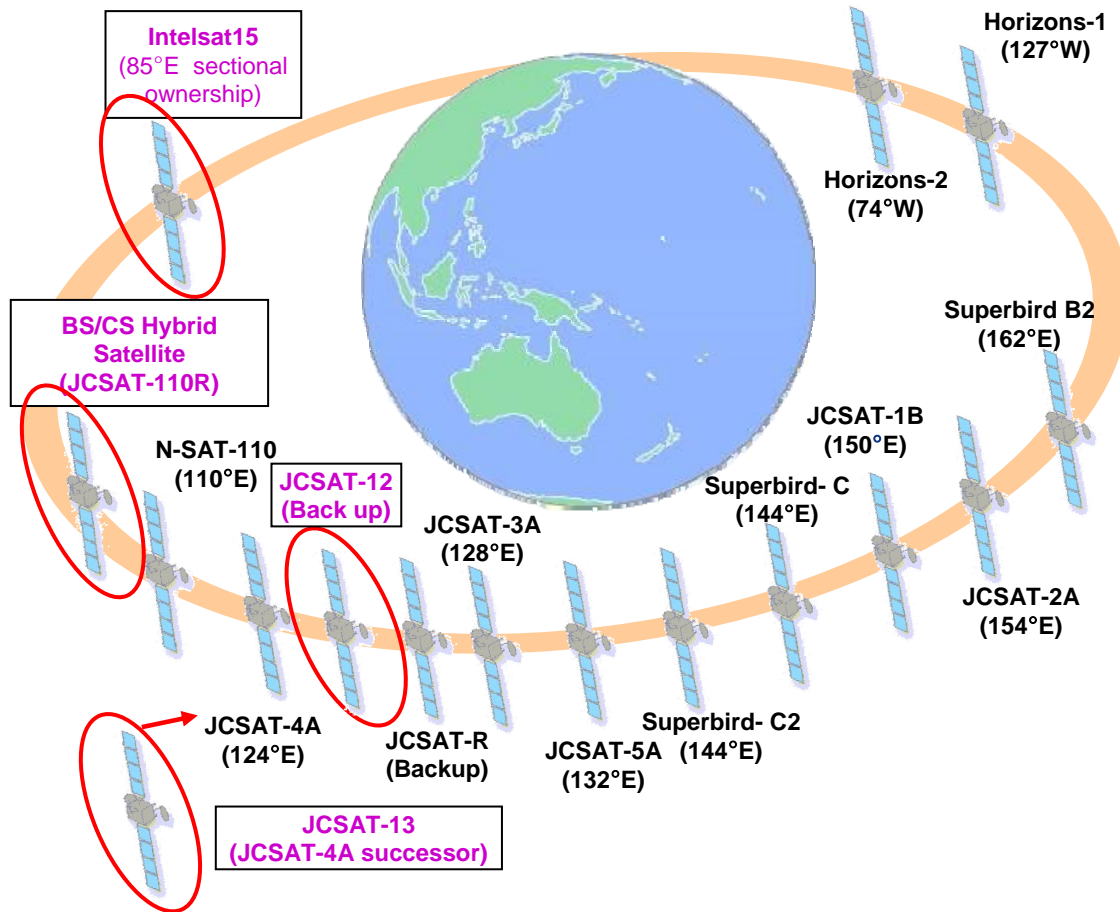 Intelsat15
(85°E sectional
ownership)
Horizons-1
(127°W)
Horizons-2
(74°W)
BS/CS Hybrid
Satellite
(JCSAT-110R)
Superbird B2
(162°E)
N-SAT-110
(110°E)
JCSAT-12
(Back up)
JCSAT-3A
(128°E)
Superbird- C
(144°E)
JCSAT-1B
(150°E)
JCSAT-2A
(154°E)
JCSAT-4A
(124°E)
JCSAT-R
(Backup)
JCSAT-5A
(132°E)
Superbird- C2
(144°E)
JCSAT-13
(JCSAT-4A successor)